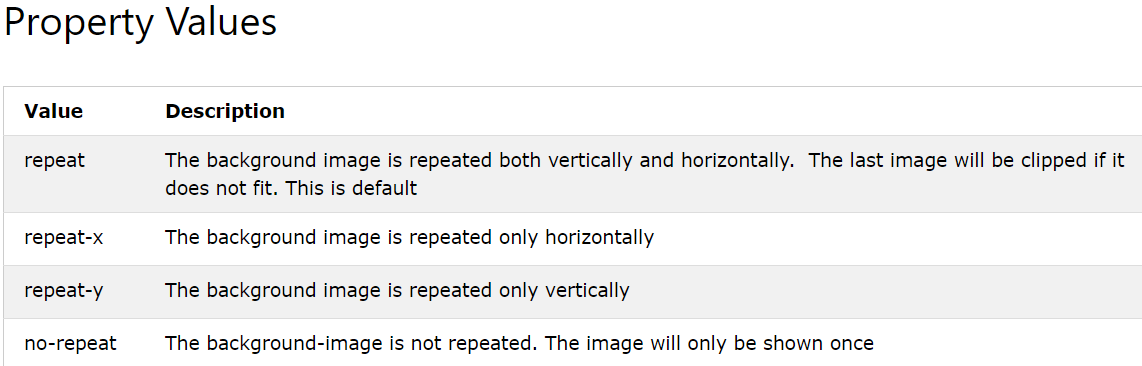 Property Values
Value Description
repeat The background image is repeated both vertically and horizontally.  The last image will be clipped if it
does not fit. This is default
repeat-x The background image is repeated only horizontally
repeat-y The background image is repeated only vertically
no-repeat The background-image is not repeated. The image will only be shown once